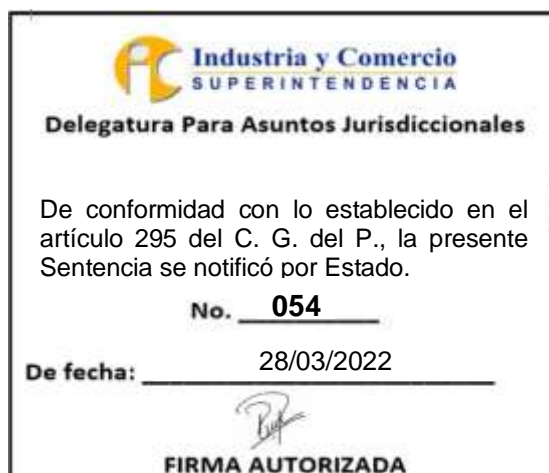 Industria y Comercio
SUPERINTENDENCIA
Delegatura Para Asuntos Jurisdiccionales
De conformidad con lo establecido en el
artículo 295 del C. G. del P., la presente
Sentencia se notificó por Estado.
No. 054
De fecha: 28/03/2022
FIRMA AUTORIZADA